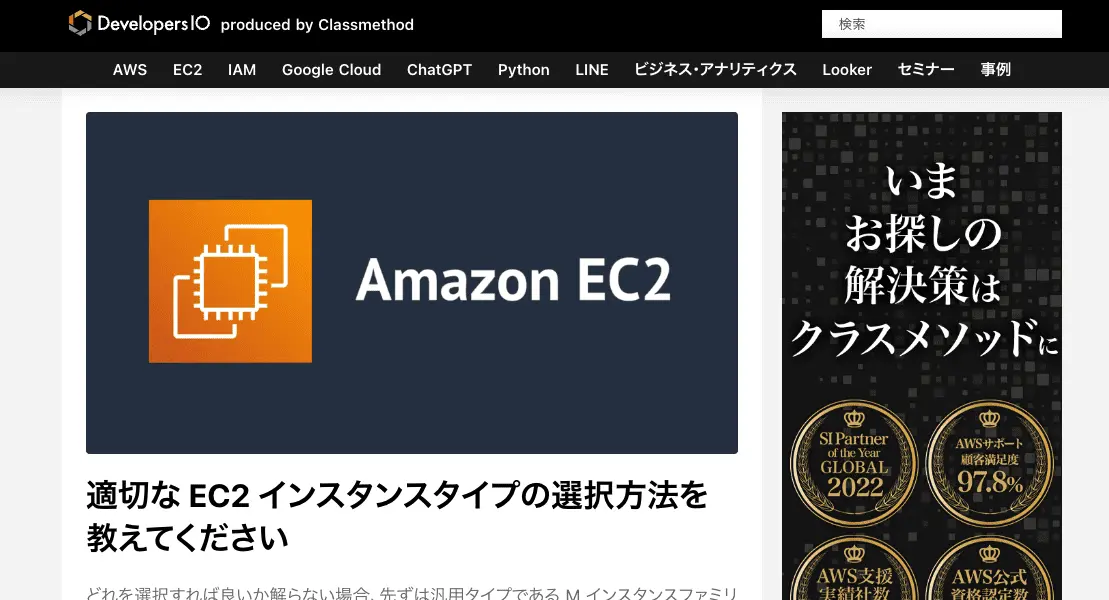 DevelopersIO produced by Classmethod
検索
AWS EC2 IAM Google Cloud ChatGPT Python LINE ビジネス・アナリティクス Looker セミナー 事例
Amazon EC2
適切な EC2 インスタンスタイプの選択方法を
教えてください
どれを選択すれば良いか解らない場合、先ずは汎用タイプである M インスタンスファミリ
いま
お探しの
解決策は
クラスメソッドに
SI Partner
of the Year
GLOBAL
2022
AWSサポート
顧客満足度
97.8%
AWS支援
実績社数
AWS公式
資格認定数